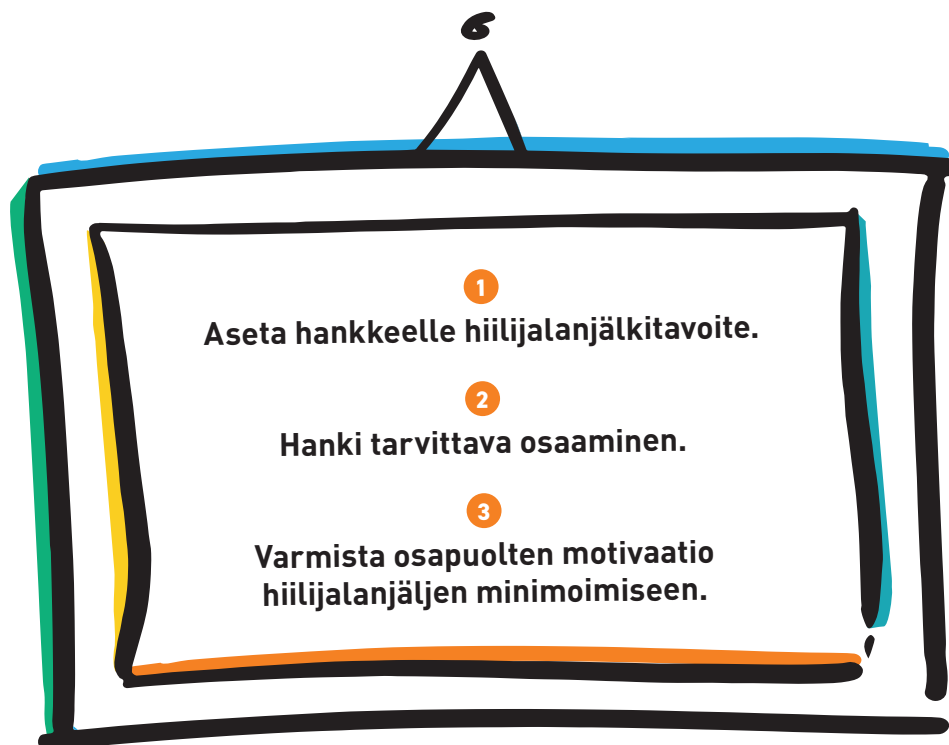 1
Aseta hankkeelle hiilijalanjälkitavoite.
2
Hanki tarvittava osaaminen.
3
Varmista osapuolten motivaatio
hiilijalanjäljen minimoimiseen.